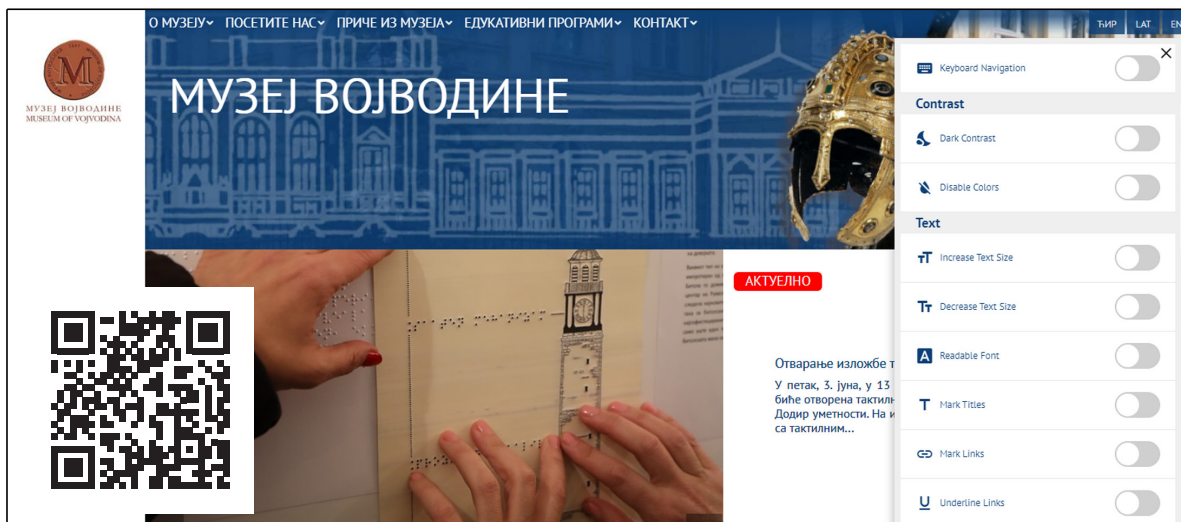 О МУЗЕЈУ ПОСЕТИТЕ НАС ПРИЧЕ ИЗ МУЗЕЈА ЕДУКАТИВНИ ПРОГРАМИ КОНТАКТ
ЋИР LAT EN
М
МУЗЕЈ ВОЈВОДИНЕ
MUSEUM OF VOJVODINA
МУЗЕЈ ВОЈВОДИНЕ
АКТУЕЛНО
Отварање изложбе т
У петак, 3. јуна, у 13
биће отворена тактилн
Додир уметности. На и
са тактилним...
Keyboard Navigation
Contrast
Dark Contrast
Disable Colors
Text
Increase Text Size
Decrease Text Size
Readable Font
Mark Titles
Mark Links
Underline Links